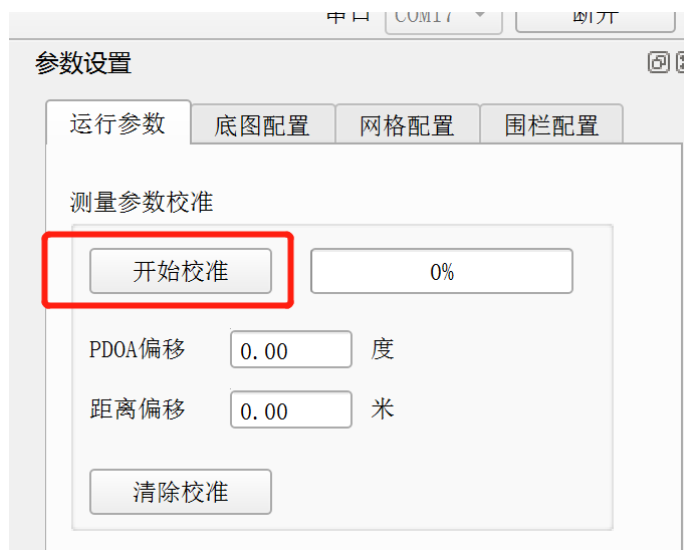 串口 COM17 断开
参数设置
运行参数 底图配置 网格配置 围栏配置
测量参数校准
开始校准 0%
PDOA偏移 0.00 度
距离偏移 0.00 米
清除校准